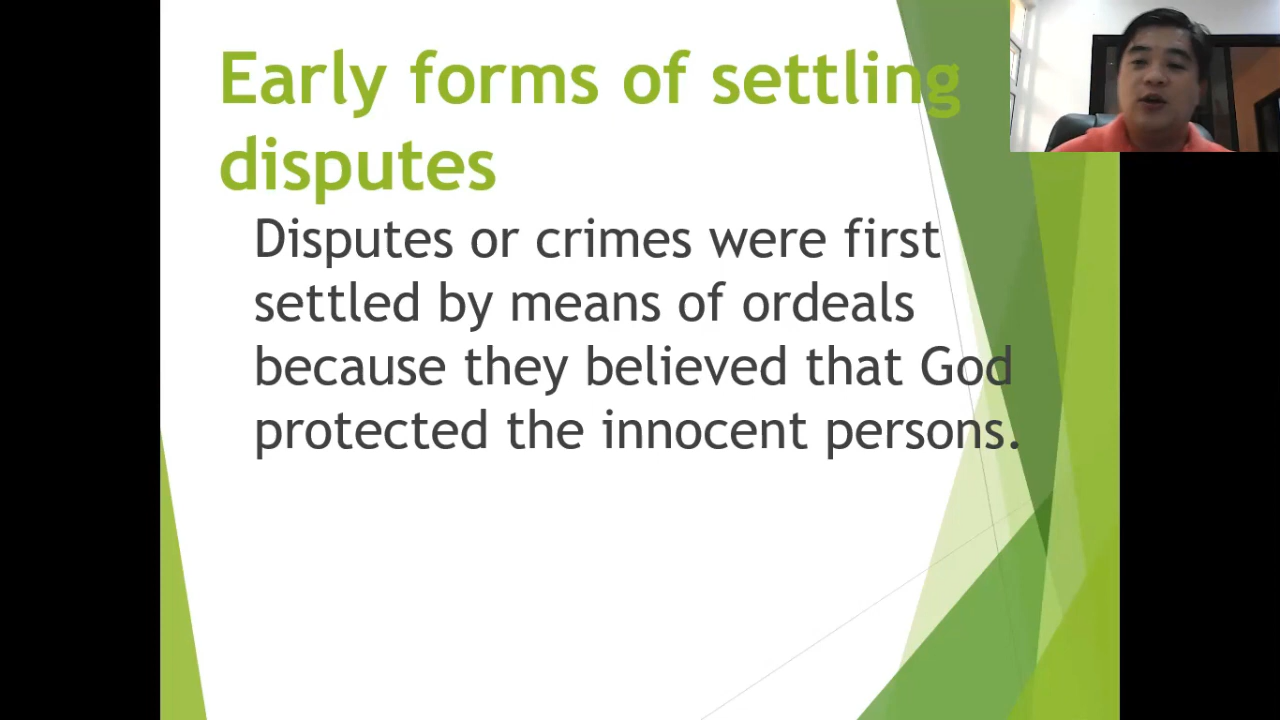 Early forms of settling
disputes
Disputes or crimes were first
settled by means of ordeals
because they believed that God
protected the innocent persons.